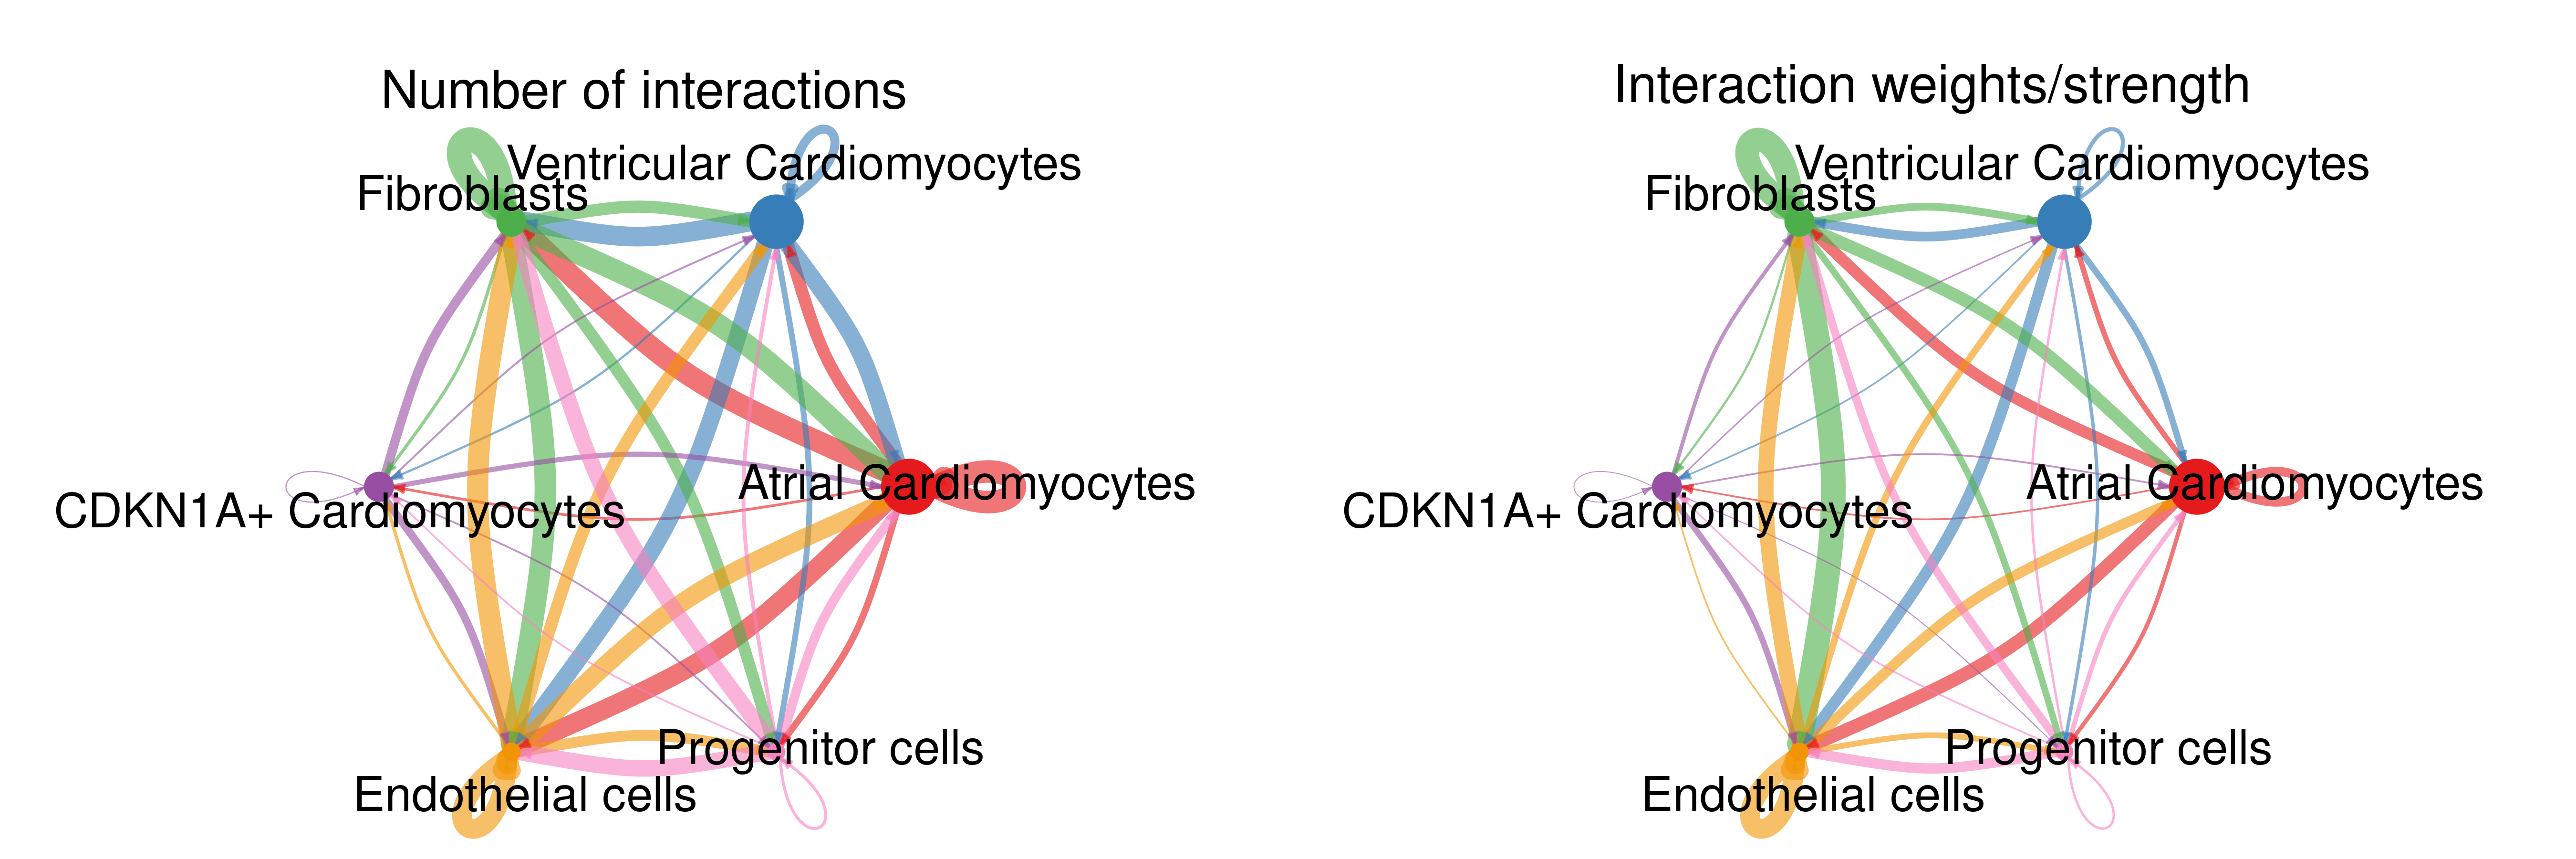 Number of interactions
Ventricular Cardiomyocytes
Fibroblasts
Atrial Cardiomyocytes
CDKN1A+ Cardiomyocytes
Progenitor cells
Endothelial cells
Interaction weights/strength
Ventricular Cardiomyocytes
Fibroblasts
Atrial Cardiomyocytes
CDKN1A+ Cardiomyocytes
Progenitor cells
Endothelial cells